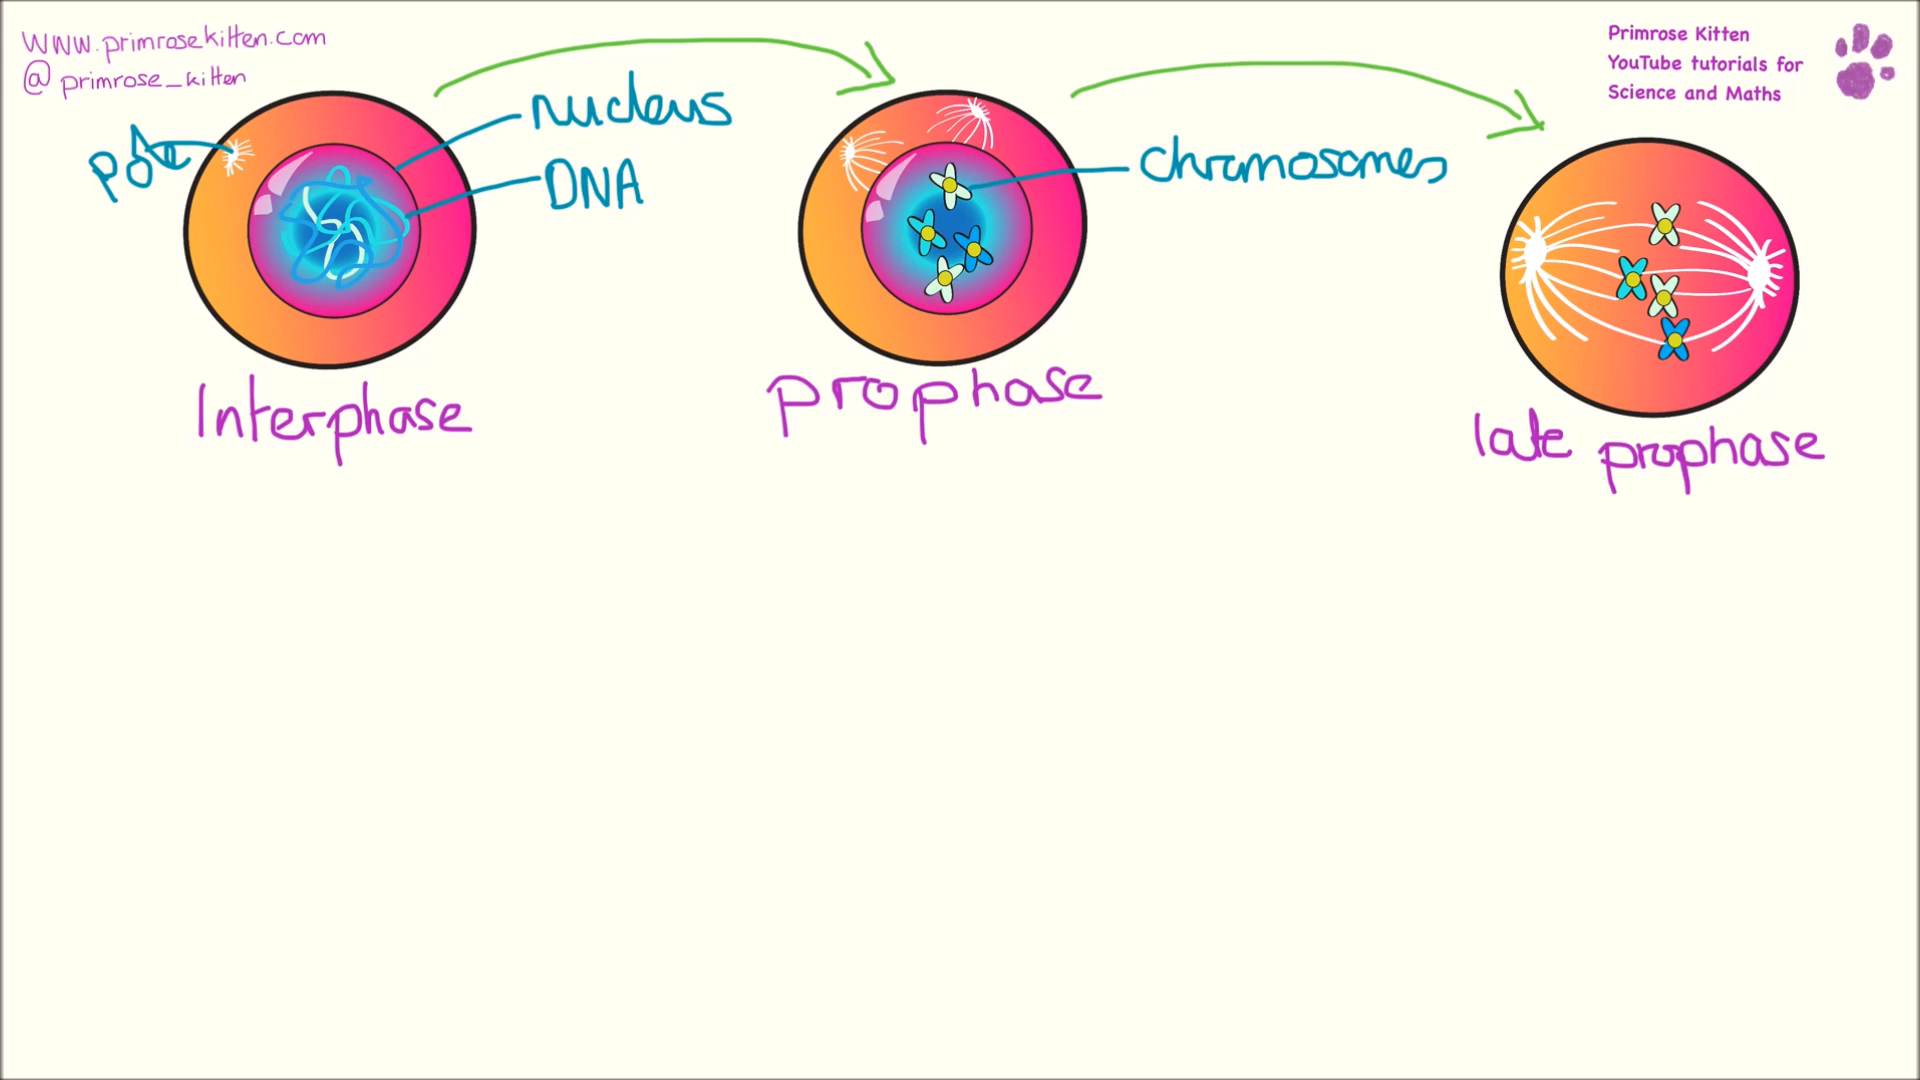 www.primrosekitten.com
@primrose_kitten
Primrose Kitten
YouTube tutorials for
Science and Maths
pole
nucleus
DNA
chromosomes
Interphase
prophase
late prophase